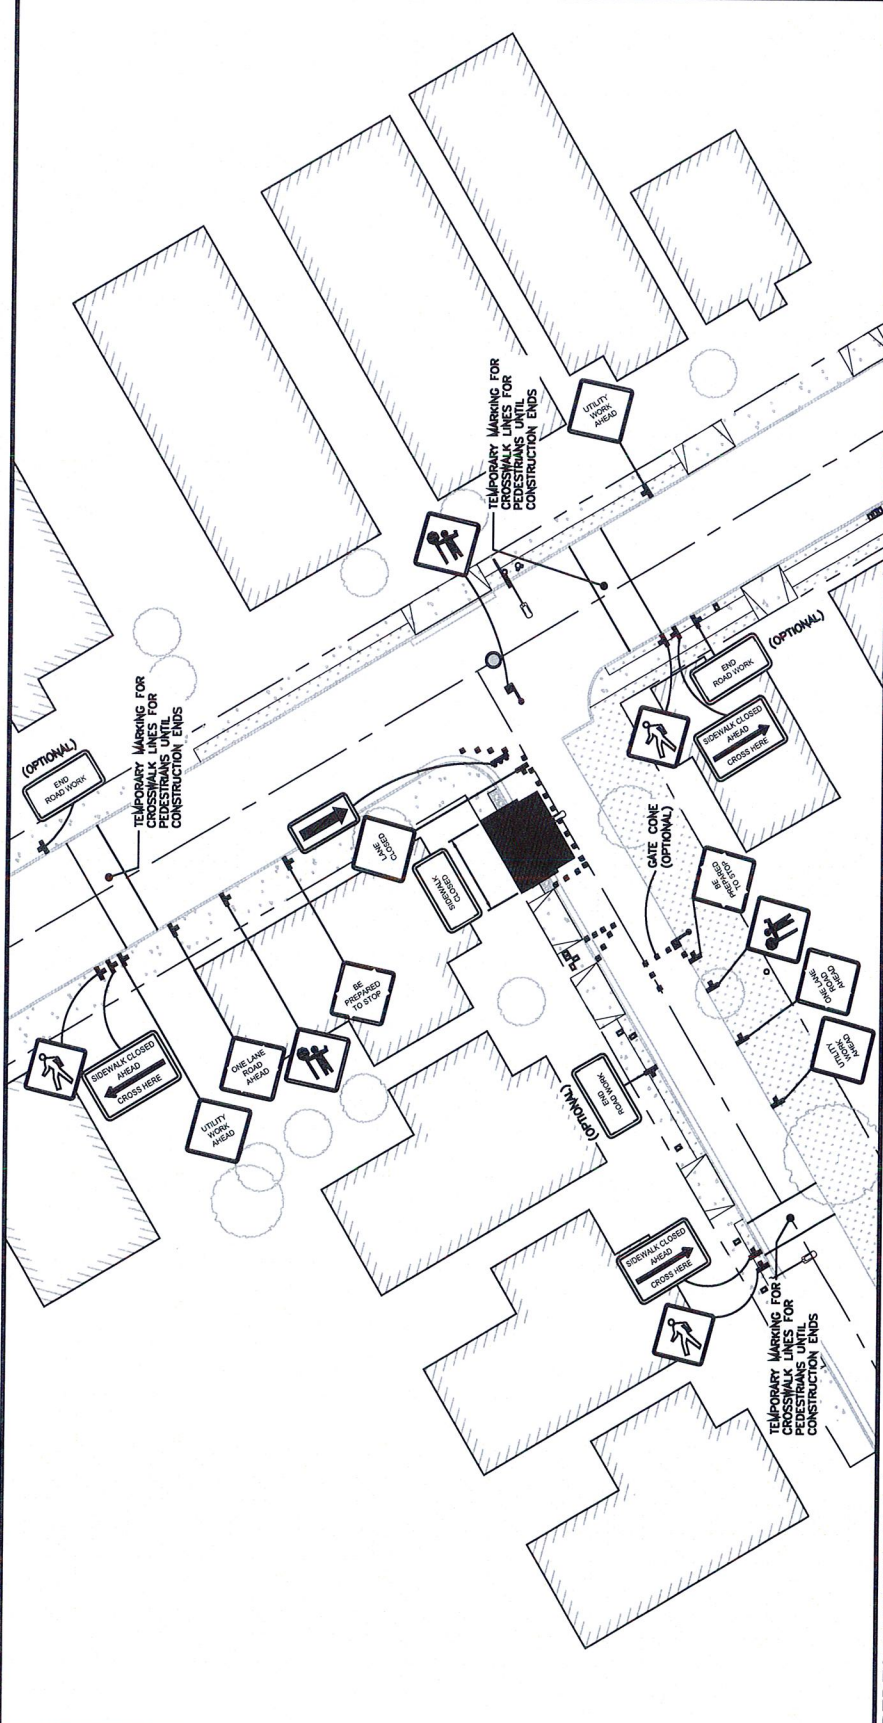 (OPTIONAL)
END
ROAD WORK
TEMPORARY MARKING FOR
CROSSWALK LINES FOR
PEDESTRIANS UNTIL
CONSTRUCTION ENDS
SIDEWALK CLOSED
AHEAD
CROSS HERE
UTILITY
WORK
AHEAD
ONE LANE
ROAD
AHEAD
BE
PREPARED
TO STOP
LANE
CLOSED
SIDEWALK
CLOSED
TEMPORARY MARKING FOR
CROSSWALK LINES FOR
PEDESTRIANS UNTIL
CONSTRUCTION ENDS
UTILITY
WORK
AHEAD
END
ROAD WORK
(OPTIONAL)
SIDEWALK CLOSED
AHEAD
CROSS HERE
GATE CONE
(OPTIONAL)
BE
PREPARED
TO STOP
ONE LANE
ROAD
AHEAD
UTILITY
WORK
AHEAD
END
ROAD WORK
(OPTIONAL)
SIDEWALK CLOSED
AHEAD
CROSS HERE
TEMPORARY MARKING FOR
CROSSWALK LINES FOR
PEDESTRIANS UNTIL
CONSTRUCTION ENDS